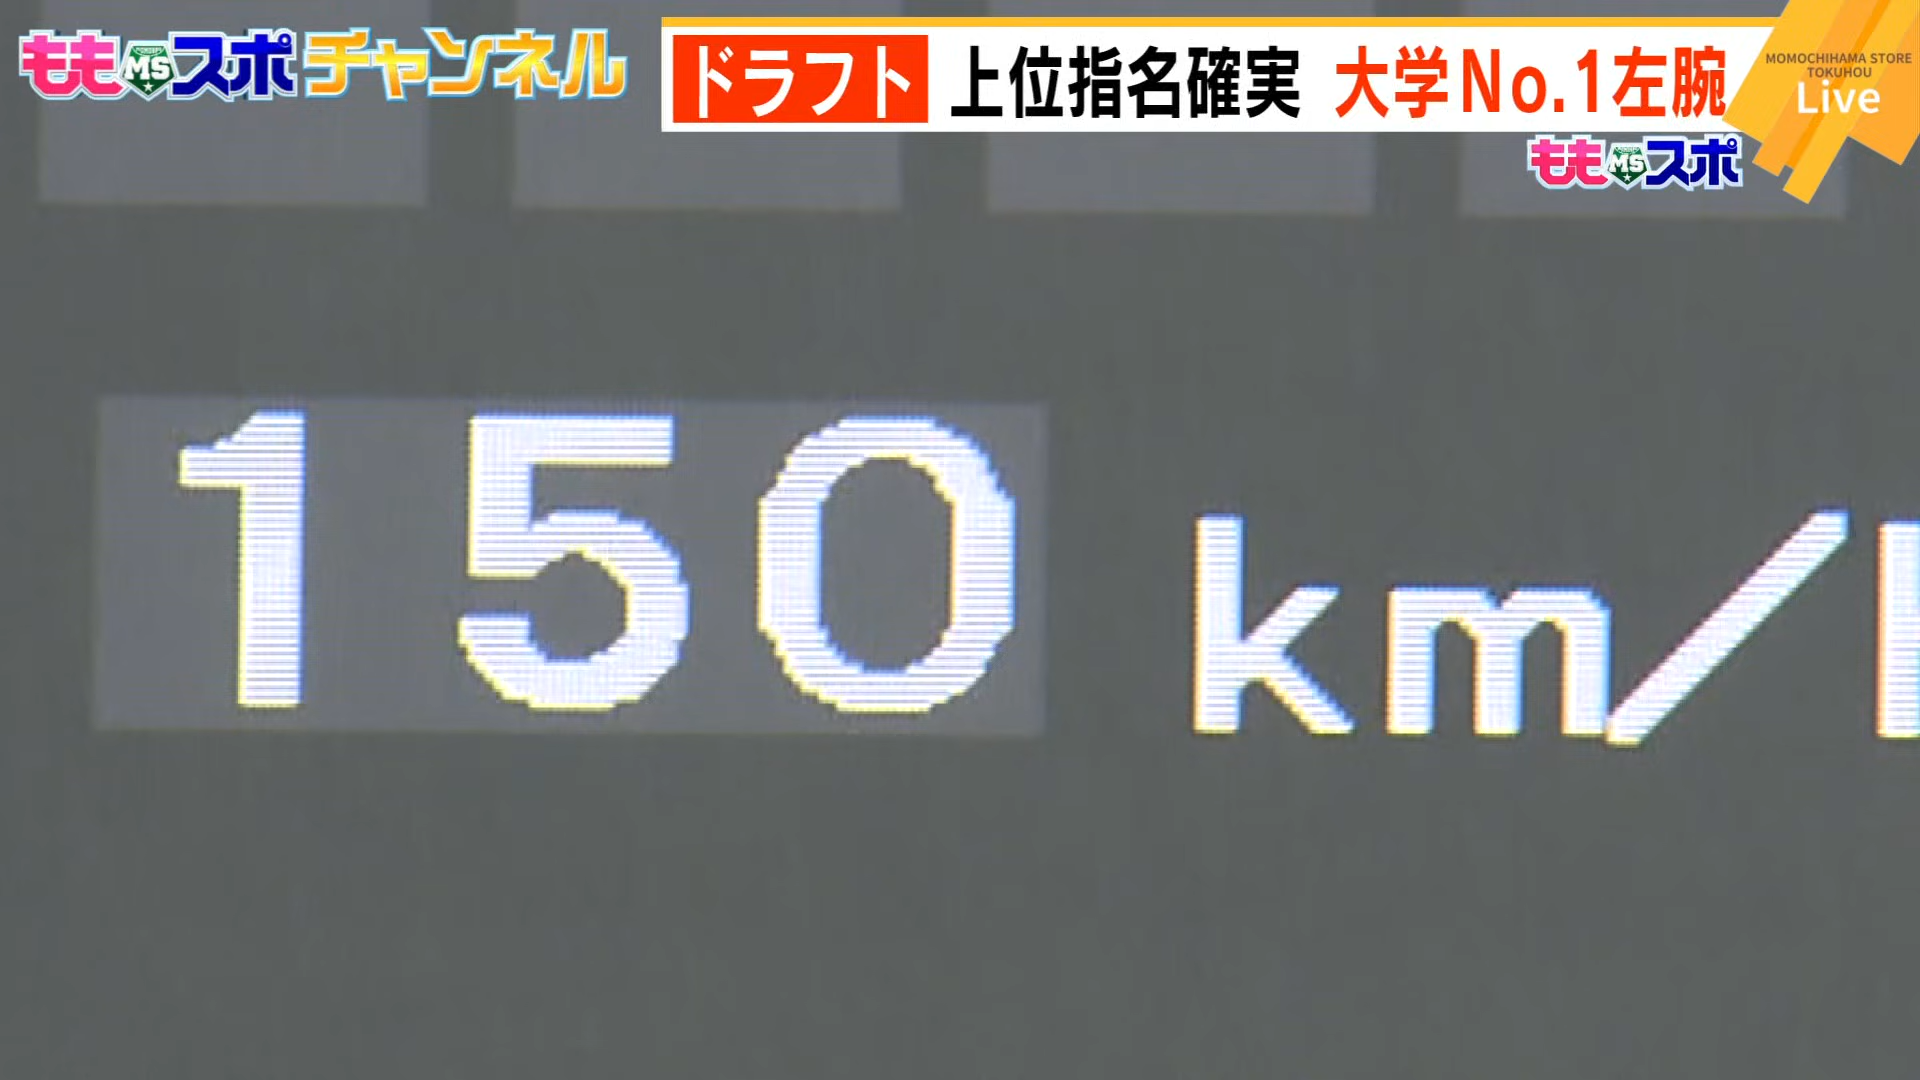 ももMSスポチャンネル
ドラフト 上位指名確実 大学No.1左腕
MOMOCHIHAMA STORE
TOKUHOU
Live
ももMSスポ
150 km/h